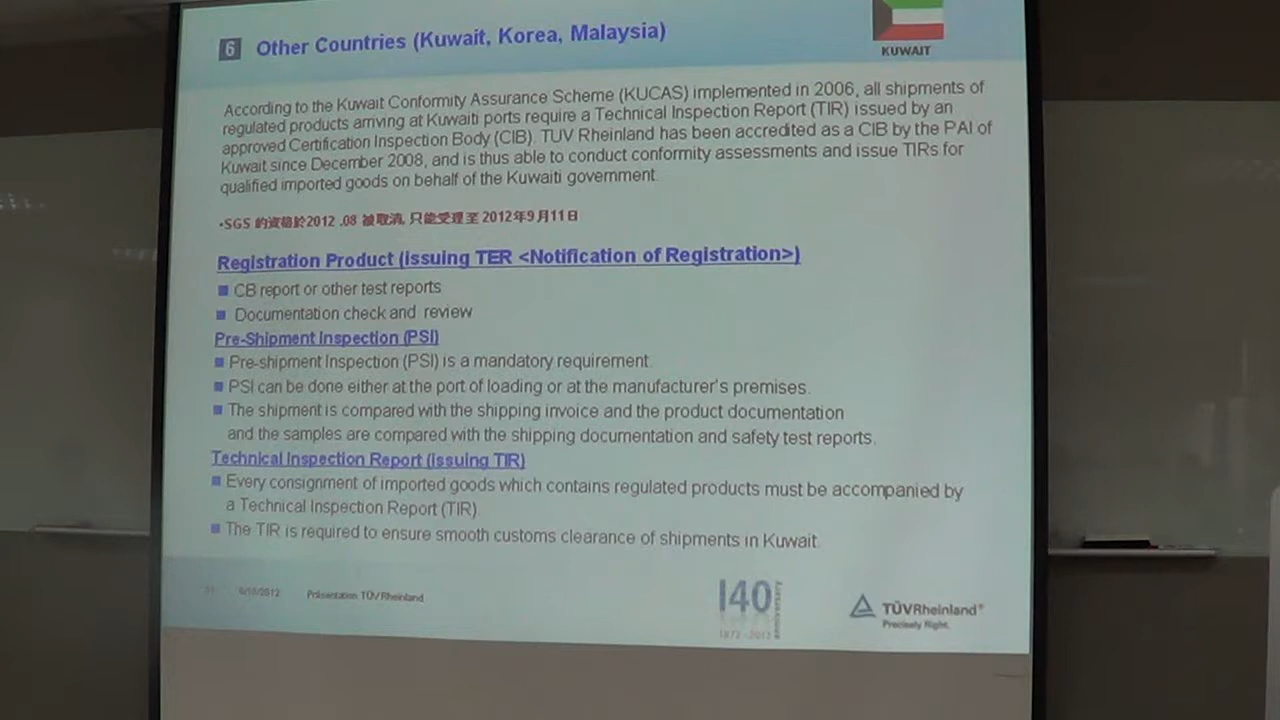 6 Other Countries (Kuwait, Korea, Malaysia)
KUWAIT
According to the Kuwait Conformity Assurance Scheme (KUCAS) implemented in 2006, all shipments of
regulated products arriving at Kuwaiti ports require a Technical Inspection Report (TIR) issued by an
approved Certification Inspection Body (CIB). TUV Rheinland has been accredited as a CIB by the PAI of
Kuwait since December 2008, and is thus able to conduct conformity assessments and issue TIRs for
qualified imported goods on behalf of the Kuwaiti government.
•SGS 的資格於2012 .08 被取消, 只能受理至 2012年9月11日
Registration Product (issuing TER <Notification of Registration>)
CB report or other test reports
Documentation check and review
Pre-Shipment Inspection (PSI)
Pre-shipment Inspection (PSI) is a mandatory requirement.
PSI can be done either at the port of loading or at the manufacturer's premises.
The shipment is compared with the shipping invoice and the product documentation
and the samples are compared with the shipping documentation and safety test reports.
Technical Inspection Report (issuing TIR)
Every consignment of imported goods which contains regulated products must be accompanied by
a Technical Inspection Report (TIR).
The TIR is required to ensure smooth customs clearance of shipments in Kuwait.
Präsentation TÜV Rheinland
140 anniversary
1872 - 2012
TÜVRheinland®
Precisely Right.